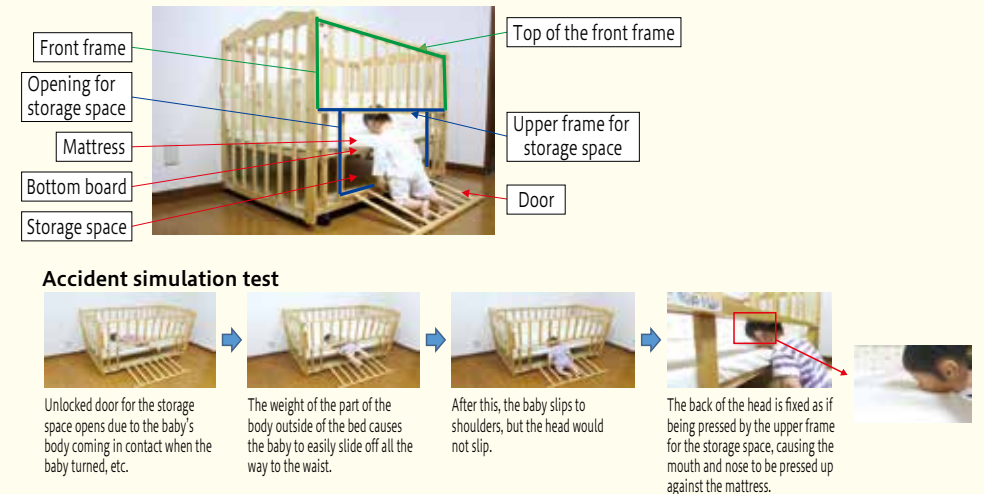 Front frame
Top of the front frame
Opening for
storage space
Upper frame for
storage space
Mattress
Bottom board
Door
Storage space
Accident simulation test
Unlocked door for the storage
space opens due to the baby's
body coming in contact when the
baby turned, etc.
The weight of the part of the
body outside of the bed causes
the baby to easily slide off all the
way to the waist.
After this, the baby slips to
shoulders, but the head would
not slip.
The back of the head is fixed as if
being pressed by the upper frame
for the storage space, causing the
mouth and nose to be pressed up
against the mattress.